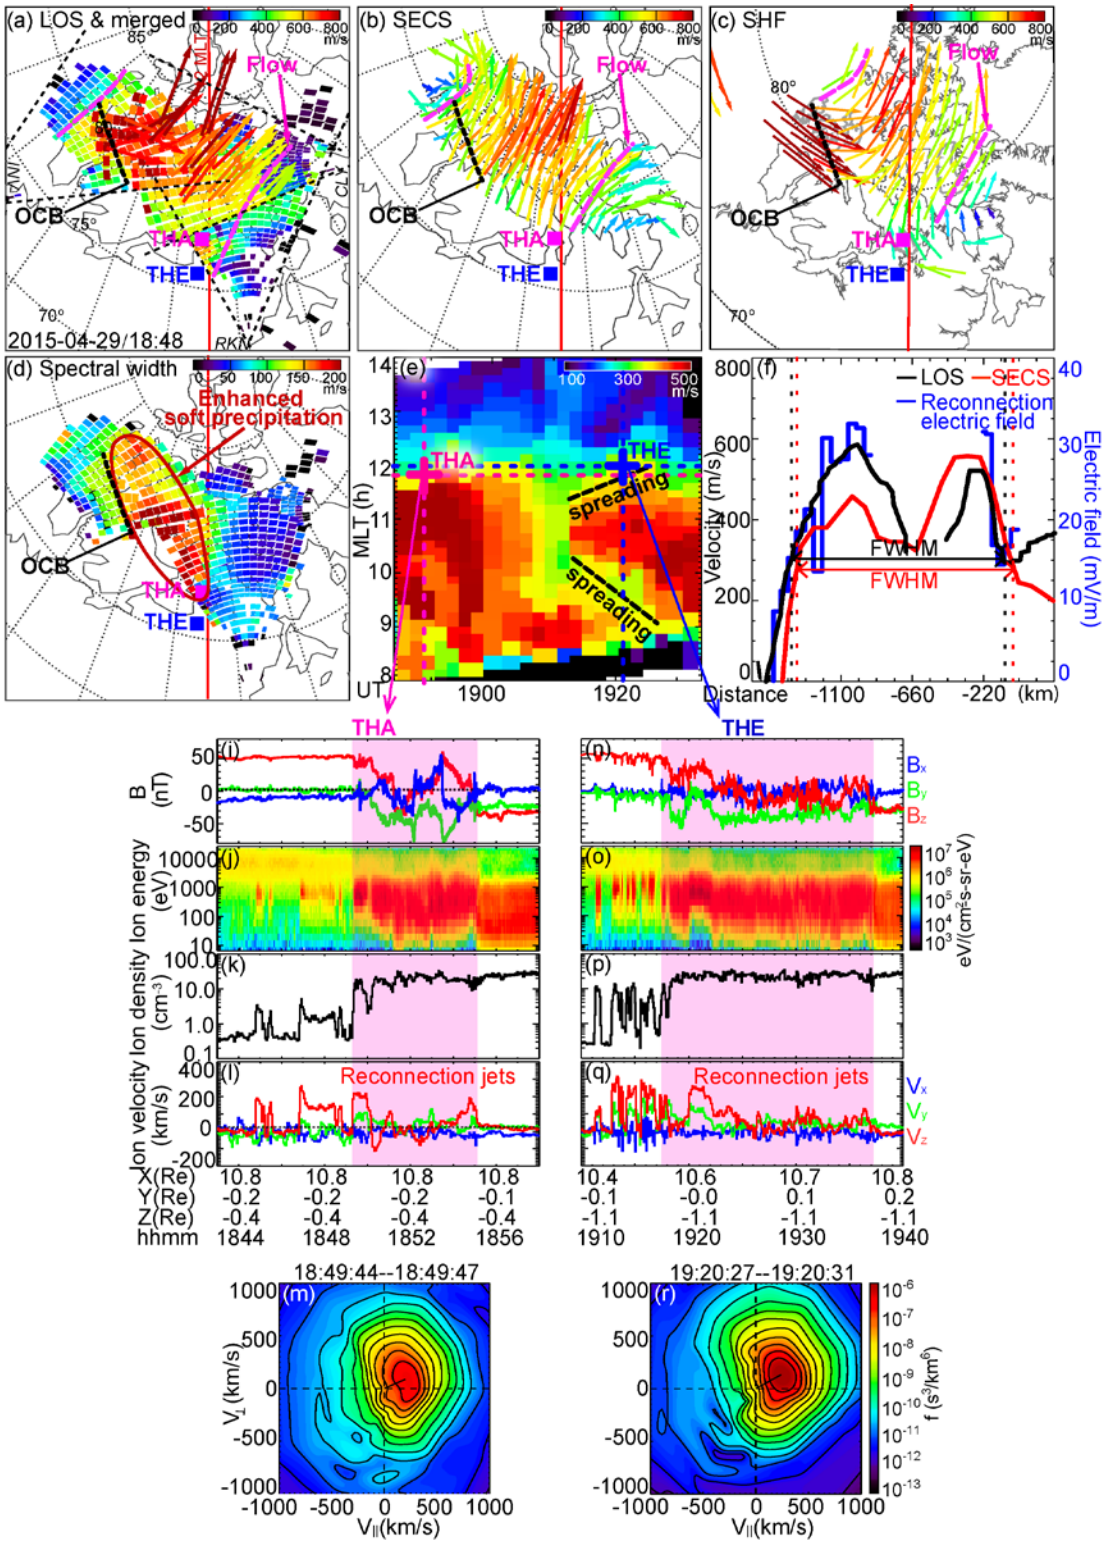 (a) LOS & merged
0 200 400 600 800
m/s
85°
12 MLT
Flow
80°
OCB
75°
THA
THE
70°
2015-04-29/18:48
RKN
INV
(b) SECS
0 200 400 600 800
m/s
Flow
OCB
THA
THE
(c) SHF
0 200 400 600 800
m/s
Flow
80°
OCB
THA
THE
70°
(d) Spectral width
0 50 100 150 200
m/s
Enhanced
soft precipitation
OCB
THA
THE
(e)
100 300 500
m/s
MLT (h)
14
13
12
11
10
9
8
THA
THE
spreading
spreading
UT 1900 1920
THA
THE
(f)
LOS SECS
Reconnection
electric field
Velocity (m/s)
800
600
400
200
0
Electric field (mV/m)
40
30
20
10
0
FWHM
FWHM
Distance -1100 -660 -220 (km)
(i)
B
(nT)
50
0
-50
(n)
Bx
By
Bz
(j)
Ion energy
(eV)
10000
1000
100
10
(o)
10^7
10^6
10^5
10^4
10^3
eV/(cm²-s-sr-eV)
(k)
Ion density
(cm⁻³)
100.0
10.0
1.0
0.1
(p)
(l)
Reconnection jets
Ion velocity
(km/s)
400
200
0
-200
(q)
Reconnection jets
Vx
Vy
Vz
X(Re) 10.8 10.8 10.8 10.8 10.4 10.6 10.7 10.8
Y(Re) -0.2 -0.2 -0.2 -0.1 -0.1 -0.0 0.1 0.2
Z(Re) -0.4 -0.4 -0.4 -0.4 -1.1 -1.1 -1.1 -1.1
hhmm 1844 1848 1852 1856 1910 1920 1930 1940
18:49:44--18:49:47
(m)
V⊥(km/s)
1000
500
0
-500
-1000
-1000 -500 0 500 1000
V||(km/s)
19:20:27--19:20:31
(r)
1000
500
0
-500
-1000
-1000 -500 0 500 1000
V||(km/s)
10^-6
10^-7
10^-8
10^-9
10^-10
10^-11
10^-12
10^-13
f (s³/km⁶)